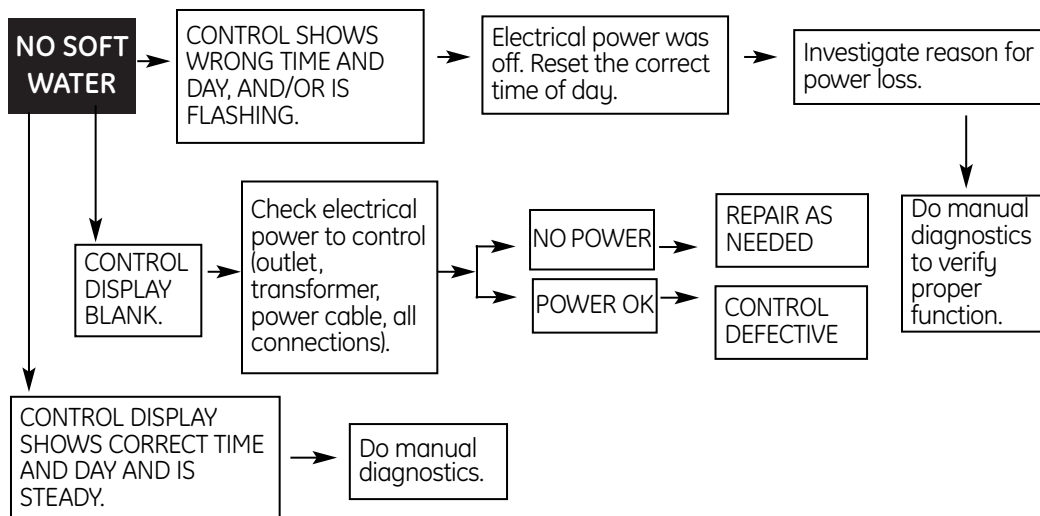 NO SOFT
WATER
CONTROL SHOWS
WRONG TIME AND
DAY, AND/OR IS
FLASHING.
Electrical power was
off. Reset the correct
time of day.
Investigate reason for
power loss.
Do manual
diagnostics
to verify
proper
function.
CONTROL
DISPLAY
BLANK.
Check electrical
power to control
(outlet,
transformer,
power cable, all
connections).
NO POWER
REPAIR AS
NEEDED
POWER OK
CONTROL
DEFECTIVE
CONTROL DISPLAY
SHOWS CORRECT TIME
AND DAY AND IS
STEADY.
Do manual
diagnostics.